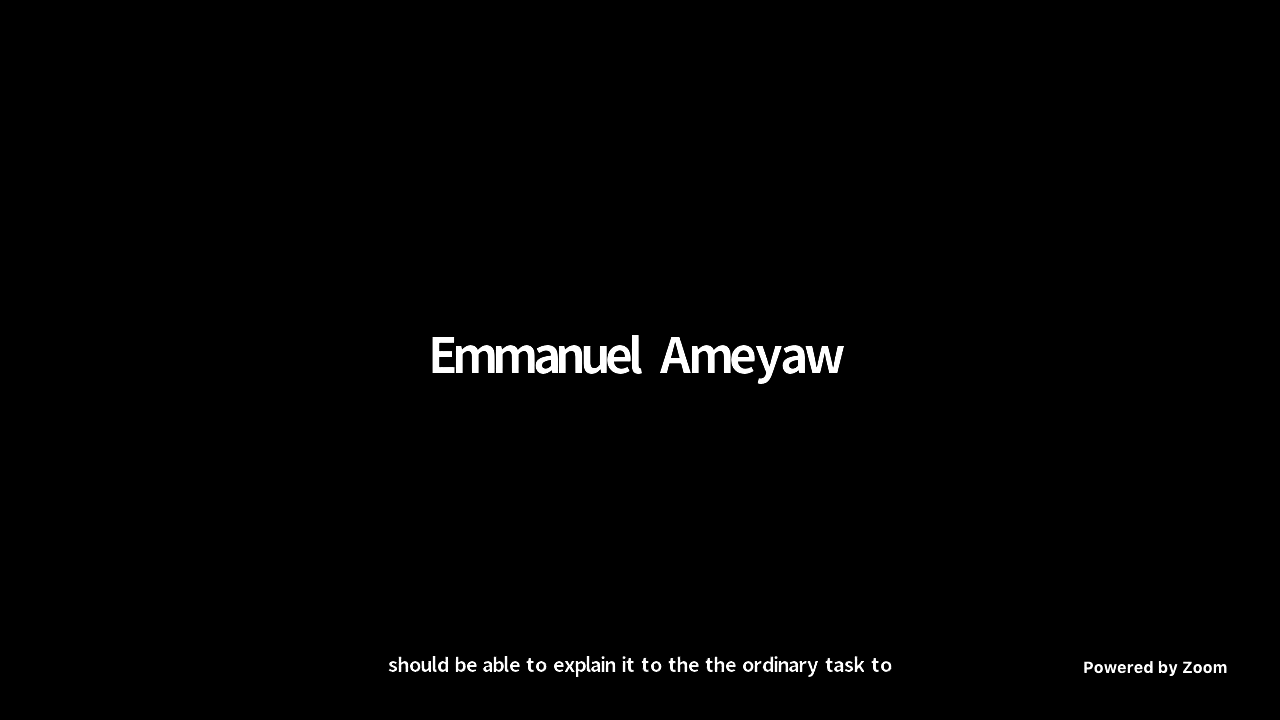 Emmanuel Ameyaw
should be able to explain it to the the ordinary task to
Powered by Zoom